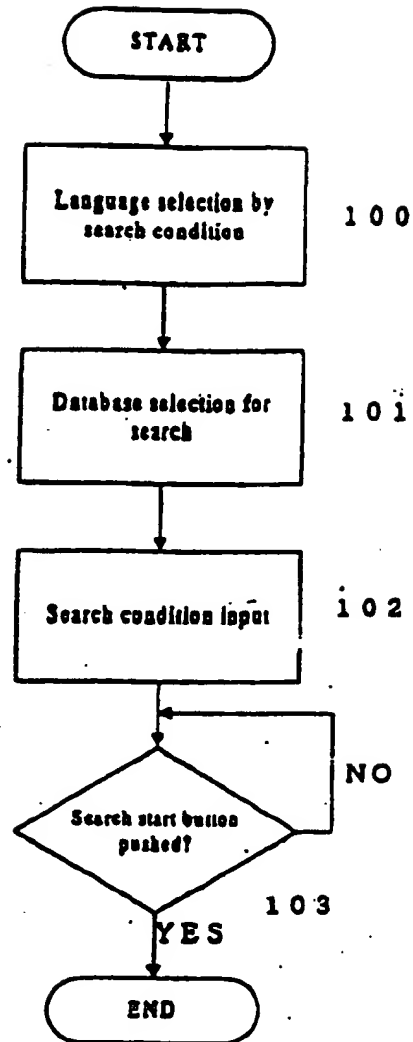 START
Language selection by
search condition
100
Database selection for
search
101
Search condition input
102
NO
Search start button
pushed?
103
YES
END